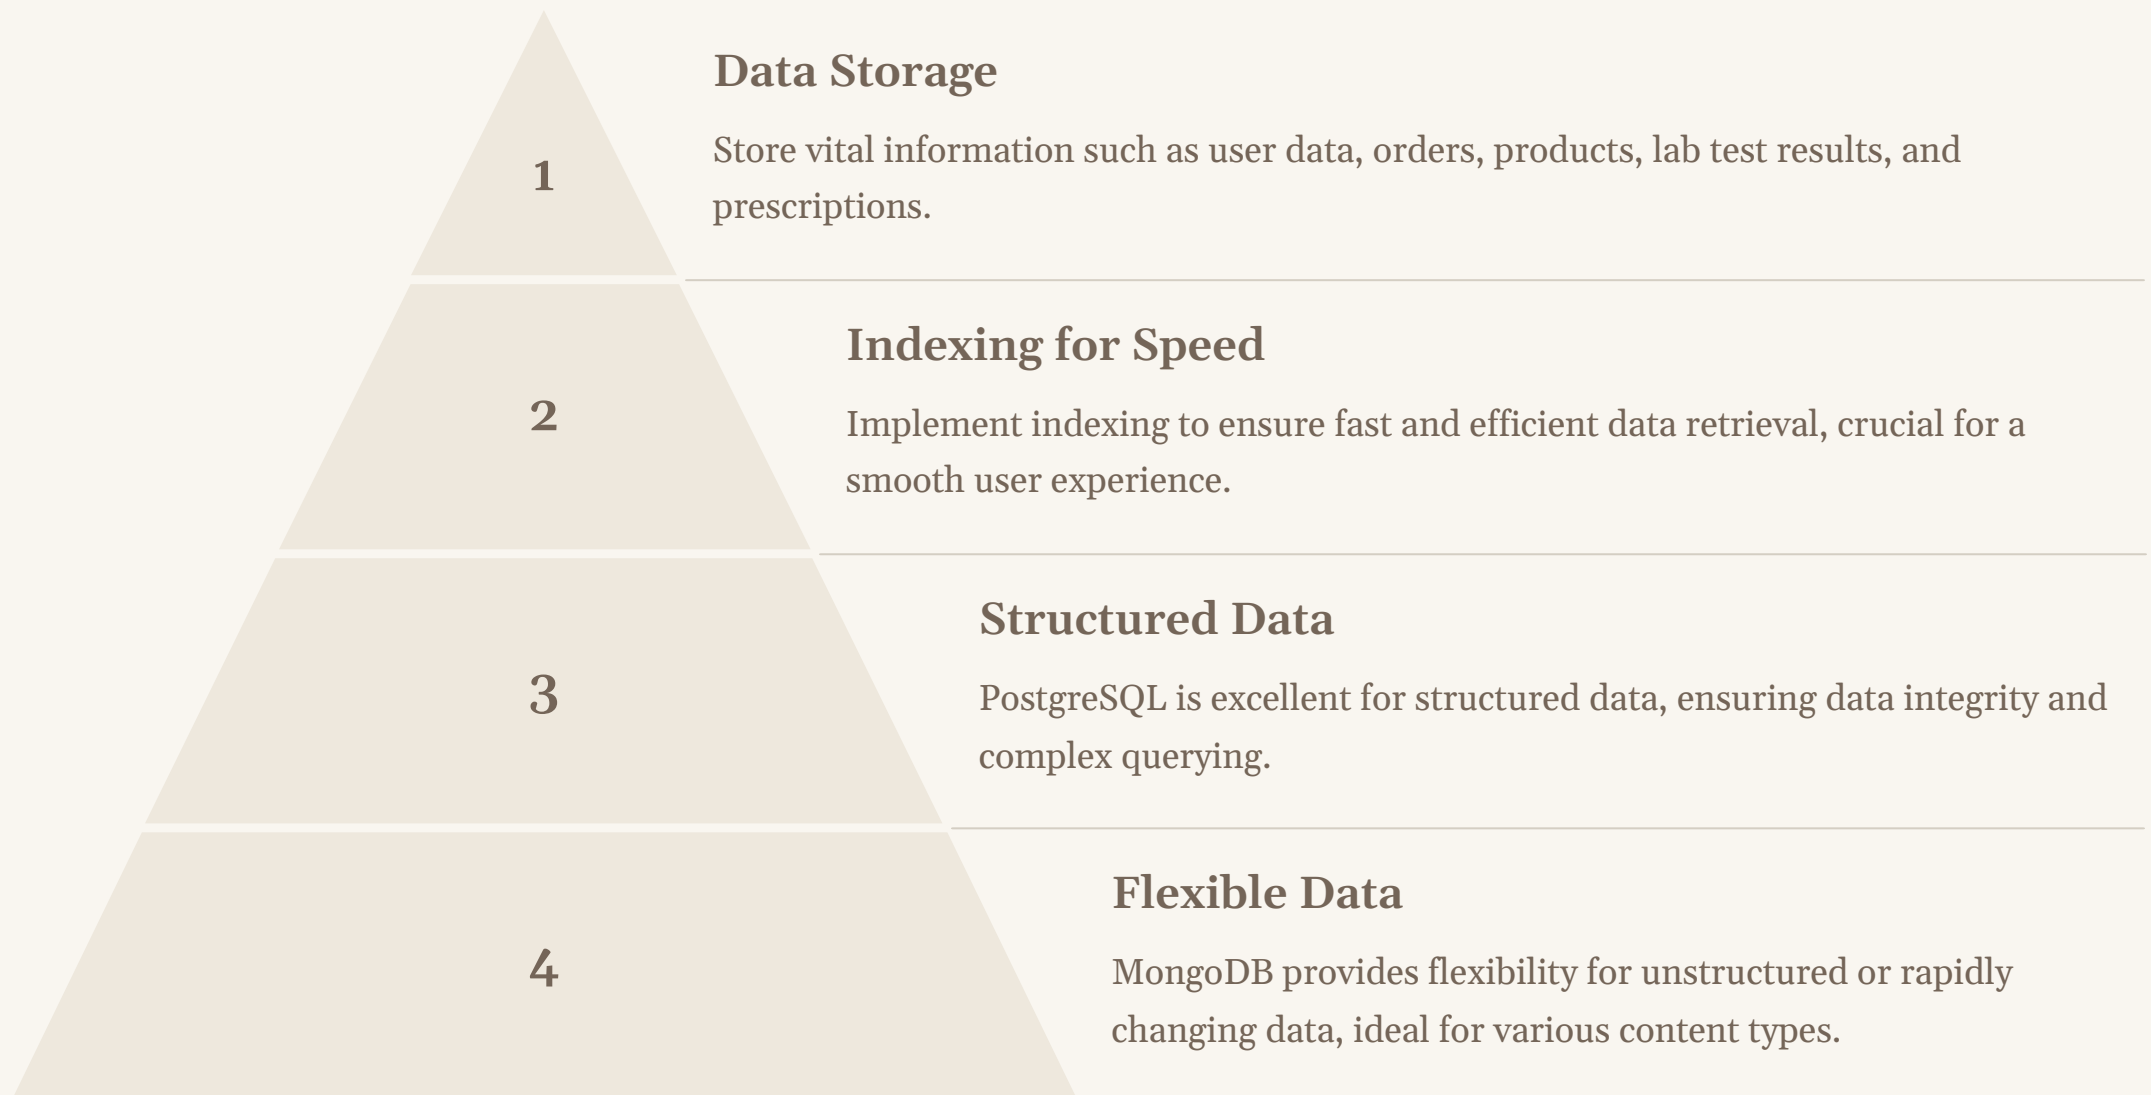 Data Storage
Store vital information such as user data, orders, products, lab test results, and
prescriptions.
1
Indexing for Speed
Implement indexing to ensure fast and efficient data retrieval, crucial for a
smooth user experience.
2
Structured Data
PostgreSQL is excellent for structured data, ensuring data integrity and
complex querying.
3
Flexible Data
MongoDB provides flexibility for unstructured or rapidly
changing data, ideal for various content types.
4